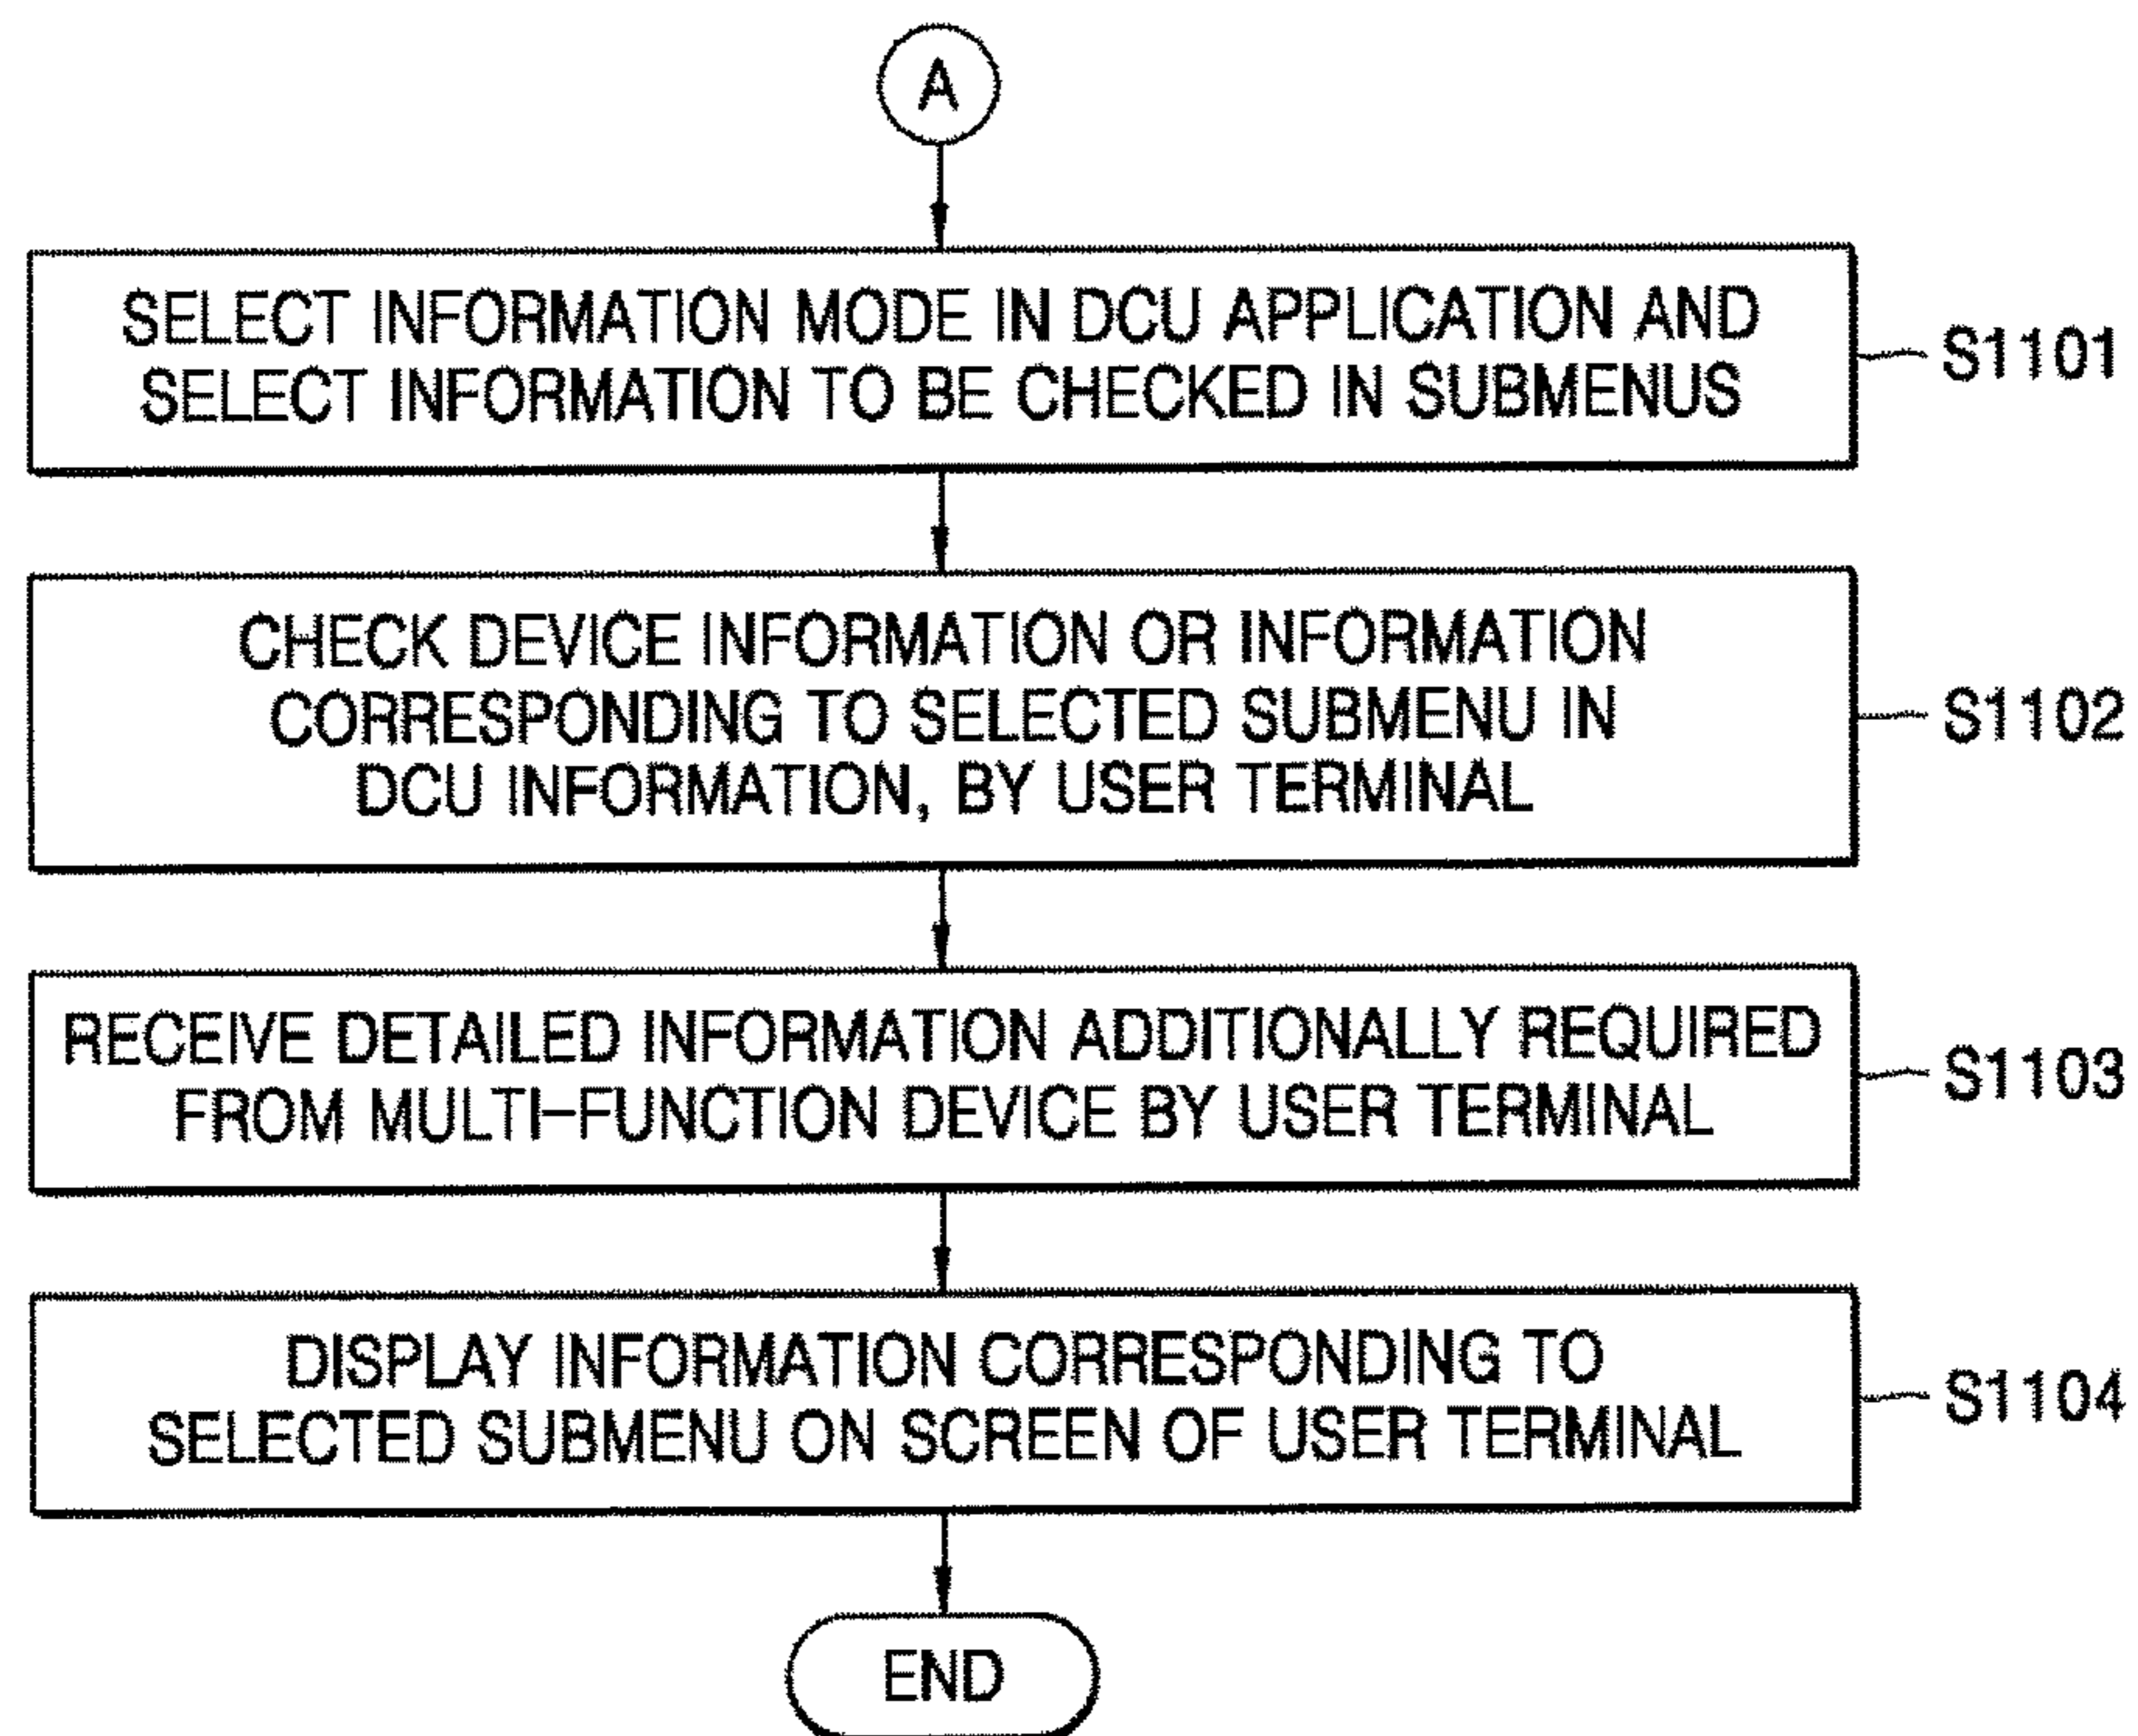 A
SELECT INFORMATION MODE IN DCU APPLICATION AND
SELECT INFORMATION TO BE CHECKED IN SUBMENUS
S1101
CHECK DEVICE INFORMATION OR INFORMATION
CORRESPONDING TO SELECTED SUBMENU IN
DCU INFORMATION, BY USER TERMINAL
S1102
RECEIVE DETAILED INFORMATION ADDITIONALLY REQUIRED
FROM MULTI-FUNCTION DEVICE BY USER TERMINAL
S1103
DISPLAY INFORMATION CORRESPONDING TO
SELECTED SUBMENU ON SCREEN OF USER TERMINAL
S1104
END